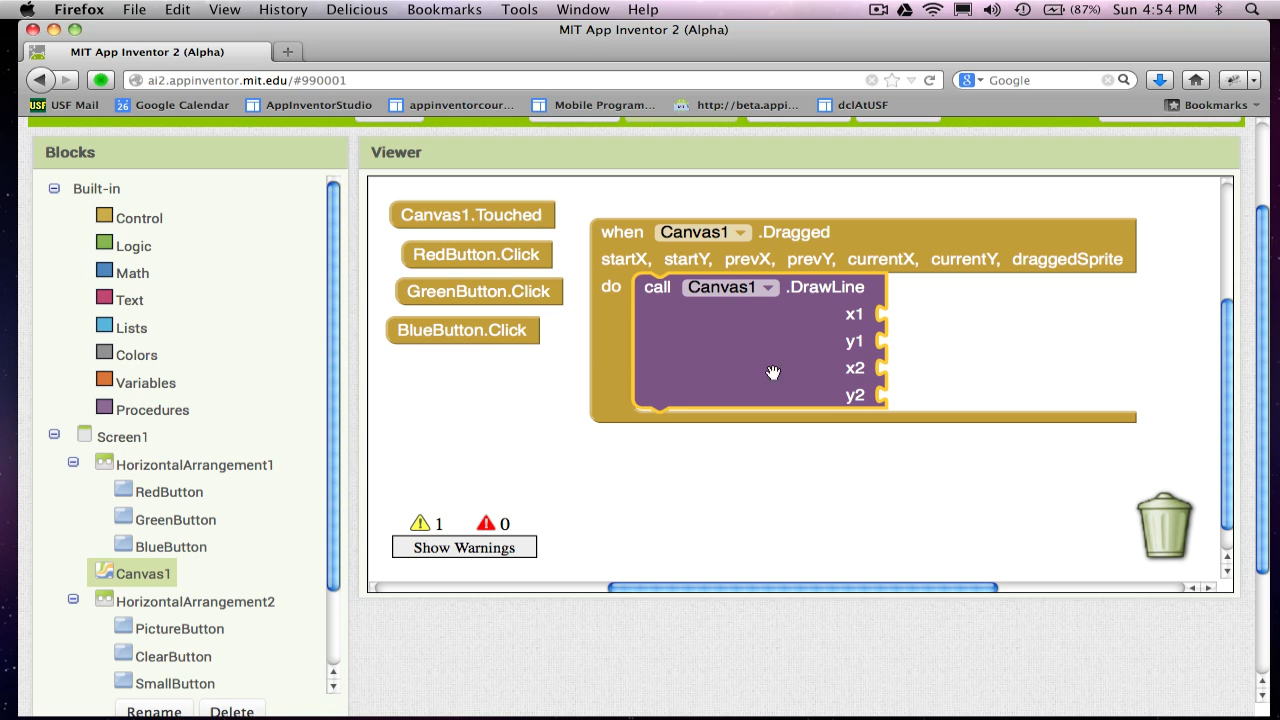 Firefox File Edit View History Delicious Bookmarks Tools Window Help (87%) Sun 4:54 PM
MIT App Inventor 2 (Alpha)
MIT App Inventor 2 (Alpha)
ai2.appinventor.mit.edu/#990001 Google
USF USF Mail 26 Google Calendar AppInventorStudio appinventorcour... Mobile Program... http://beta.appi... dclAtUSF Bookmarks
Blocks
Built-in
Control
Logic
Math
Text
Lists
Colors
Variables
Procedures
Screen1
HorizontalArrangement1
RedButton
GreenButton
BlueButton
Canvas1
HorizontalArrangement2
PictureButton
ClearButton
SmallButton
Rename Delete
Viewer
Canvas1.Touched
RedButton.Click
GreenButton.Click
BlueButton.Click
when Canvas1 .Dragged
startX, startY, prevX, prevY, currentX, currentY, draggedSprite
do call Canvas1 .DrawLine
x1
y1
x2
y2
1 0
Show Warnings